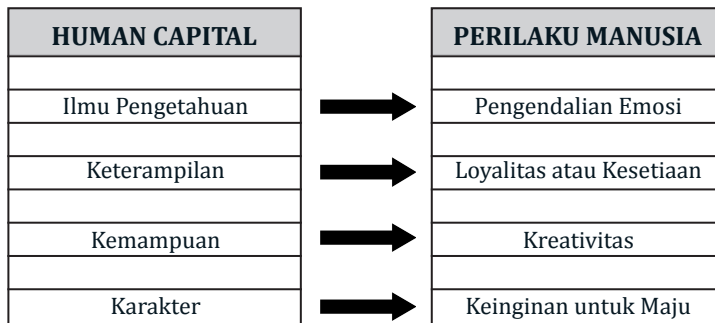 HUMAN CAPITAL
PERILAKU MANUSIA
Ilmu Pengetahuan
Pengendalian Emosi
Keterampilan
Loyalitas atau Kesetiaan
Kemampuan
Kreativitas
Karakter
Keinginan untuk Maju